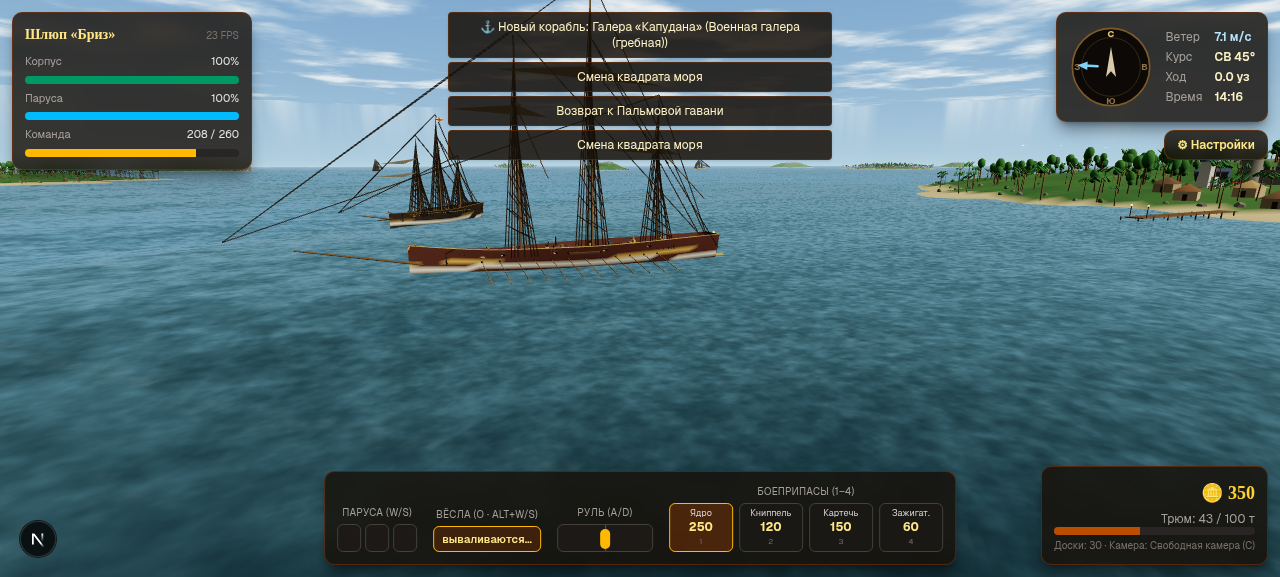 Шлюп «Бриз»
23 FPS
Корпус 100%
Паруса 100%
Команда 208 / 260
⚓ Новый корабль: Галера «Капудана» (Военная галера
(гребная))
Смена квадрата моря
Возврат к Пальмовой гавани
Смена квадрата моря
С
З В
Ю
Ветер 7.1 м/с
Курс СВ 45°
Ход 0.0 уз
Время 14:16
⚙ Настройки
ПАРУСА (W/S)
ВЁСЛА (O · ALT+W/S)
вываливаются...
РУЛЬ (A/D)
БОЕПРИПАСЫ (1–4)
Ядро
250
1
Книппель
120
2
Картечь
150
3
Зажигат.
60
4
N
350
Трюм: 43 / 100 т
Доски: 30 · Камера: Свободная камера (C)